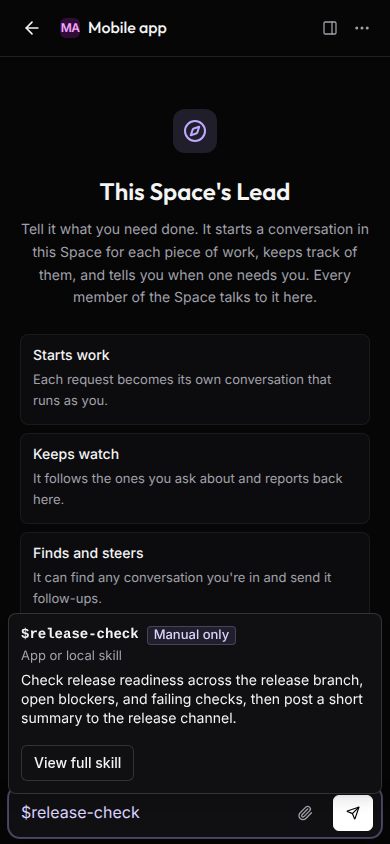 MA Mobile app
This Space's Lead
Tell it what you need done. It starts a conversation in
this Space for each piece of work, keeps track of
them, and tells you when one needs you. Every
member of the Space talks to it here.
Starts work
Each request becomes its own conversation that
runs as you.
Keeps watch
It follows the ones you ask about and reports back
here.
Finds and steers
It can find any conversation you're in and send it
follow-ups.
$release-check Manual only
App or local skill
Check release readiness across the release branch,
open blockers, and failing checks, then post a short
summary to the release channel.
View full skill
$release-check